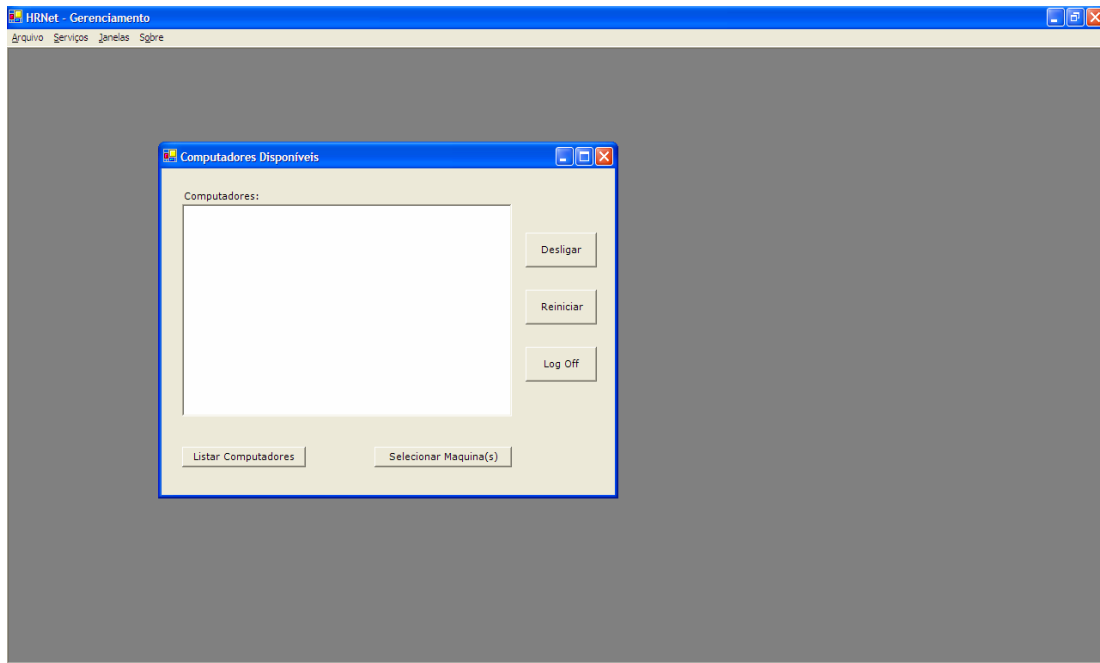 HRNet - Gerenciamento
Arquivo Serviços Janelas Sobre
Computadores Disponíveis
Computadores:
Desligar
Reiniciar
Log Off
Listar Computadores Selecionar Maquina(s)